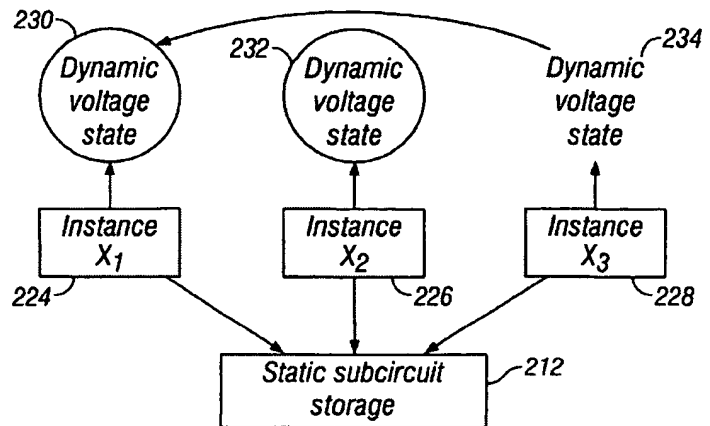 230
Dynamic
voltage
state
232
Dynamic
voltage
state
234
Dynamic
voltage
state
Instance
X1
224
Instance
X2
226
Instance
X3
228
Static subcircuit
storage
212